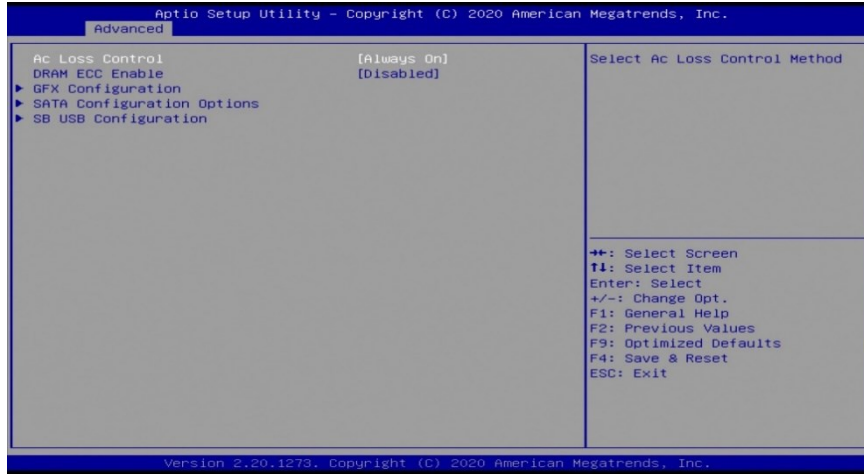 Aptio Setup Utility – Copyright (C) 2020 American Megatrends, Inc.
Advanced
Ac Loss Control [Always On]
DRAM ECC Enable [Disabled]
GFX Configuration
SATA Configuration Options
SB USB Configuration
Select Ac Loss Control Method
→←: Select Screen
↑↓: Select Item
Enter: Select
+/-: Change Opt.
F1: General Help
F2: Previous Values
F9: Optimized Defaults
F4: Save & Reset
ESC: Exit
Version 2.20.1273. Copyright (C) 2020 American Megatrends, Inc.